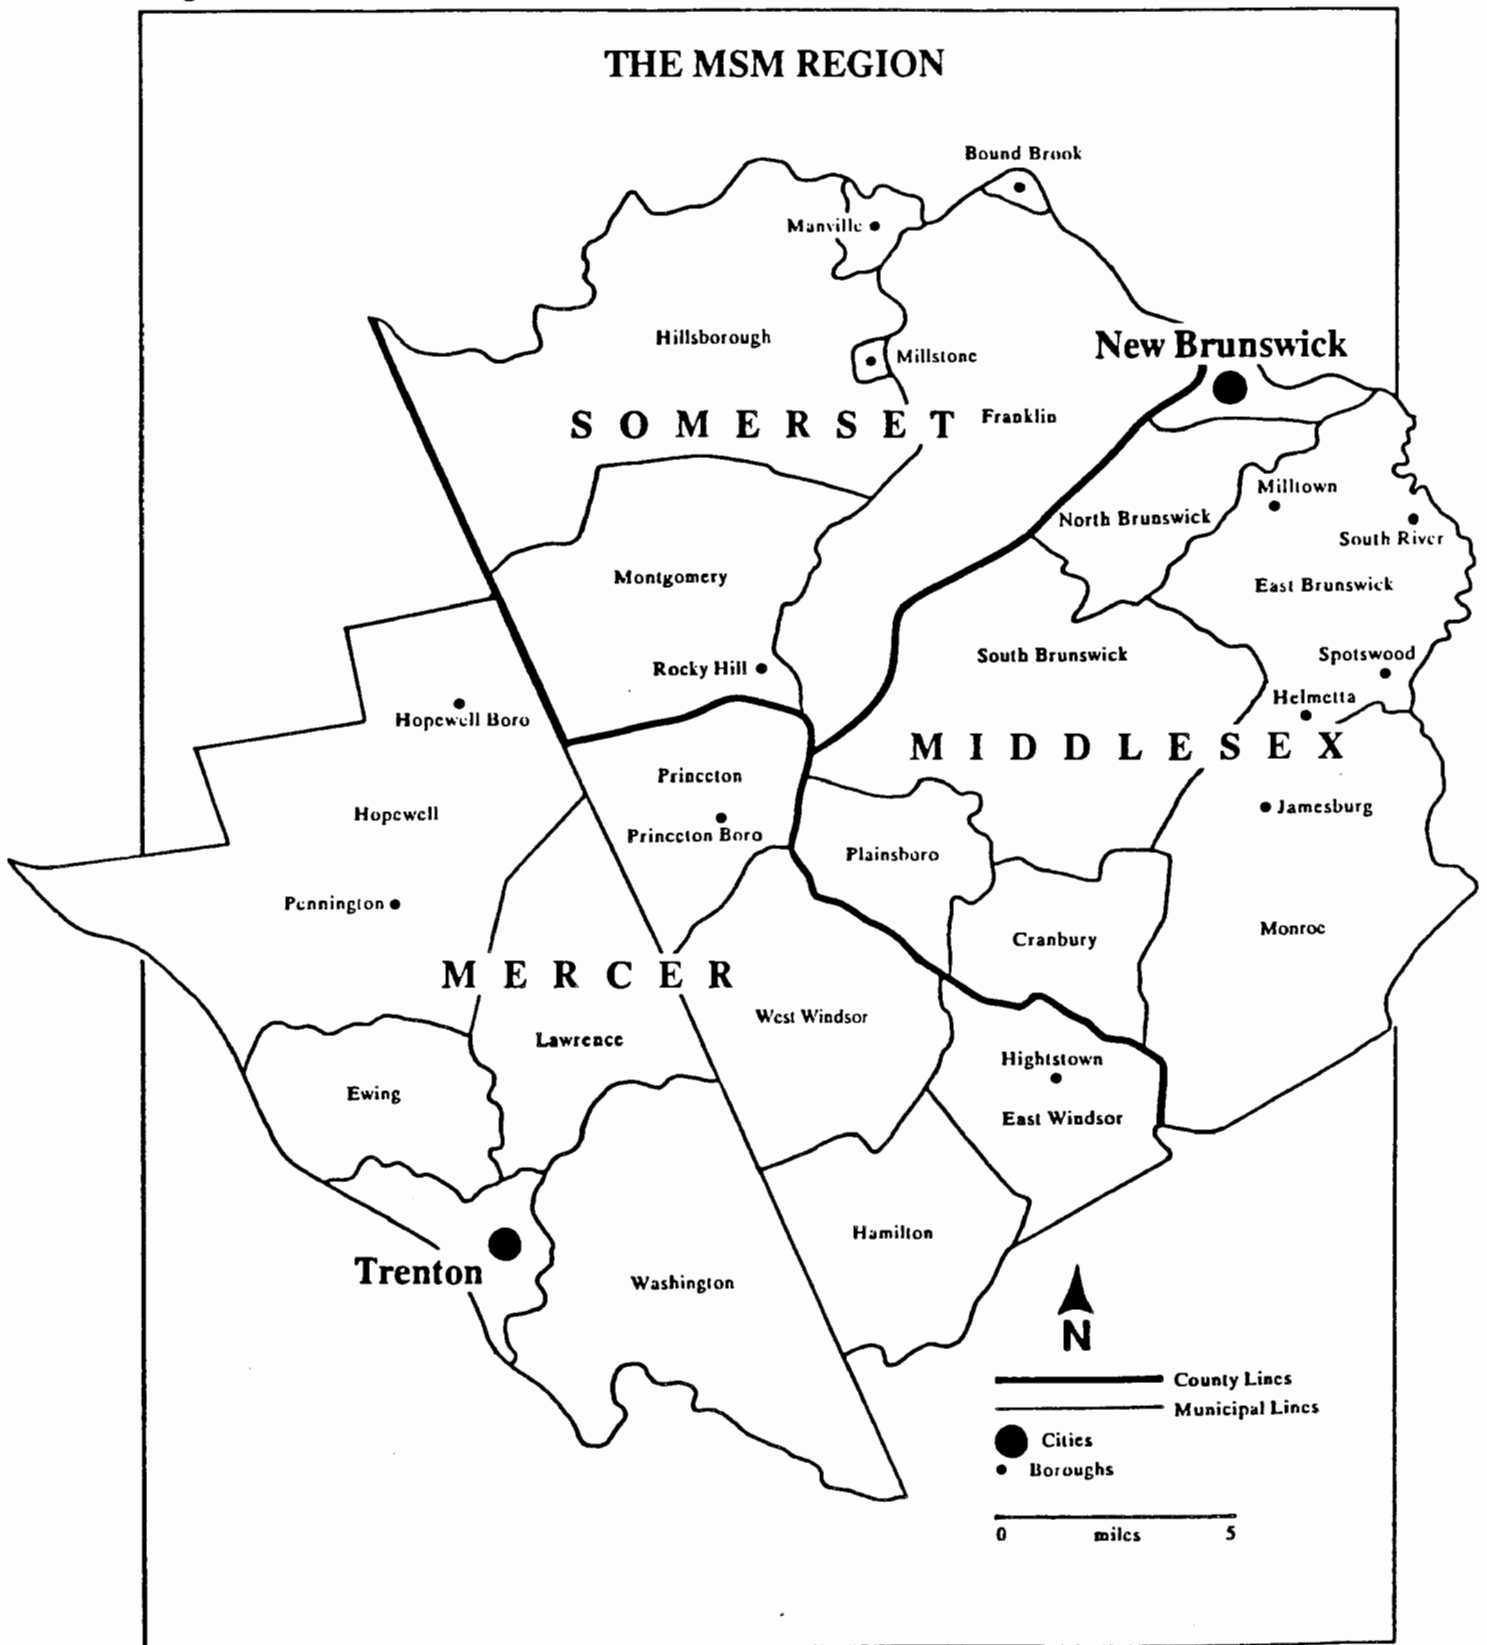 THE MSM REGION
Bound Brook
Manville
Hillsborough
Millstone
New Brunswick
SOMERSET
Franklin
Milltown
North Brunswick
South River
Montgomery
East Brunswick
South Brunswick
Spotswood
Rocky Hill
Helmetta
Hopewell Boro
MIDDLESEX
Princeton
Jamesburg
Hopewell
Princeton Boro
Plainsboro
Pennington
Monroe
Cranbury
MERCER
West Windsor
Lawrence
Hightstown
Ewing
East Windsor
Hamilton
Trenton
Washington
N
County Lines
Municipal Lines
Cities
Boroughs
0 miles 5